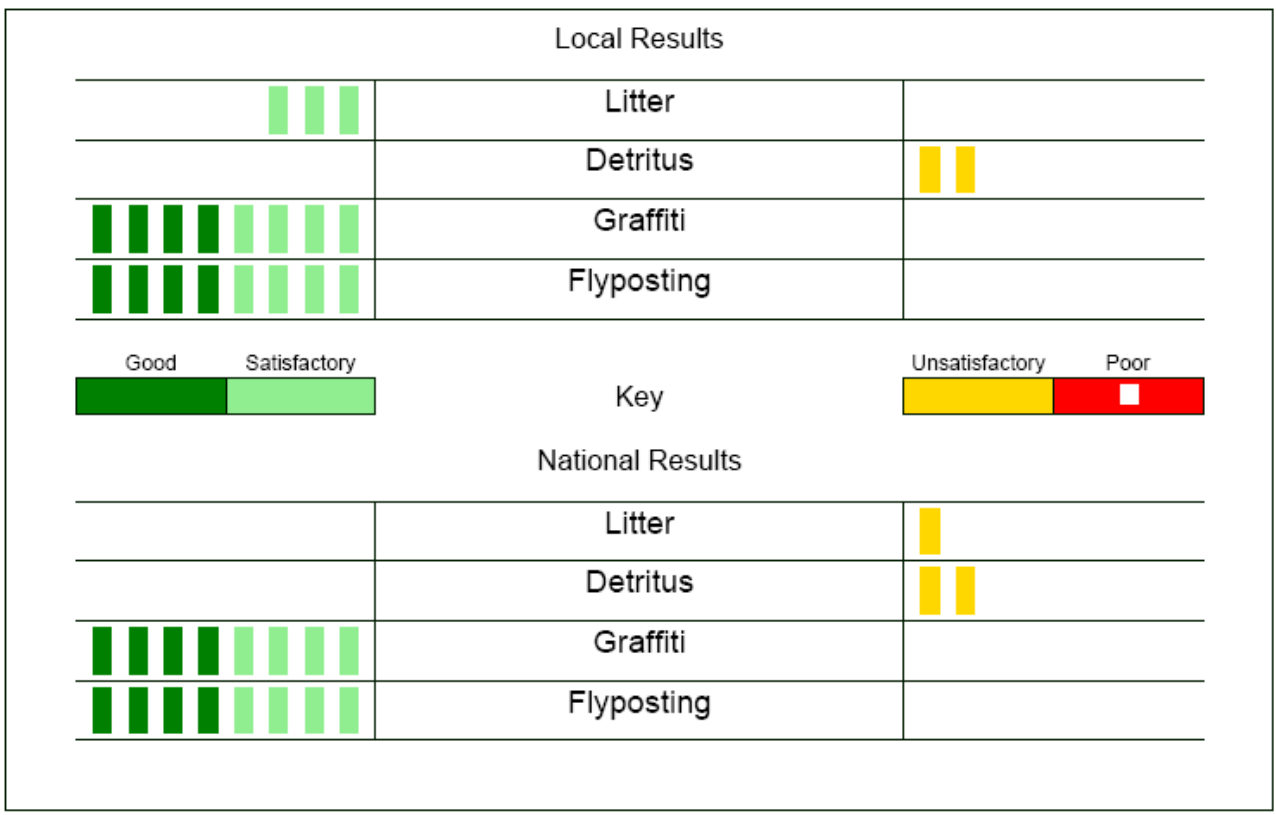 Local Results
Litter
Detritus
Graffiti
Flyposting
Good Satisfactory Unsatisfactory Poor
Key
National Results
Litter
Detritus
Graffiti
Flyposting